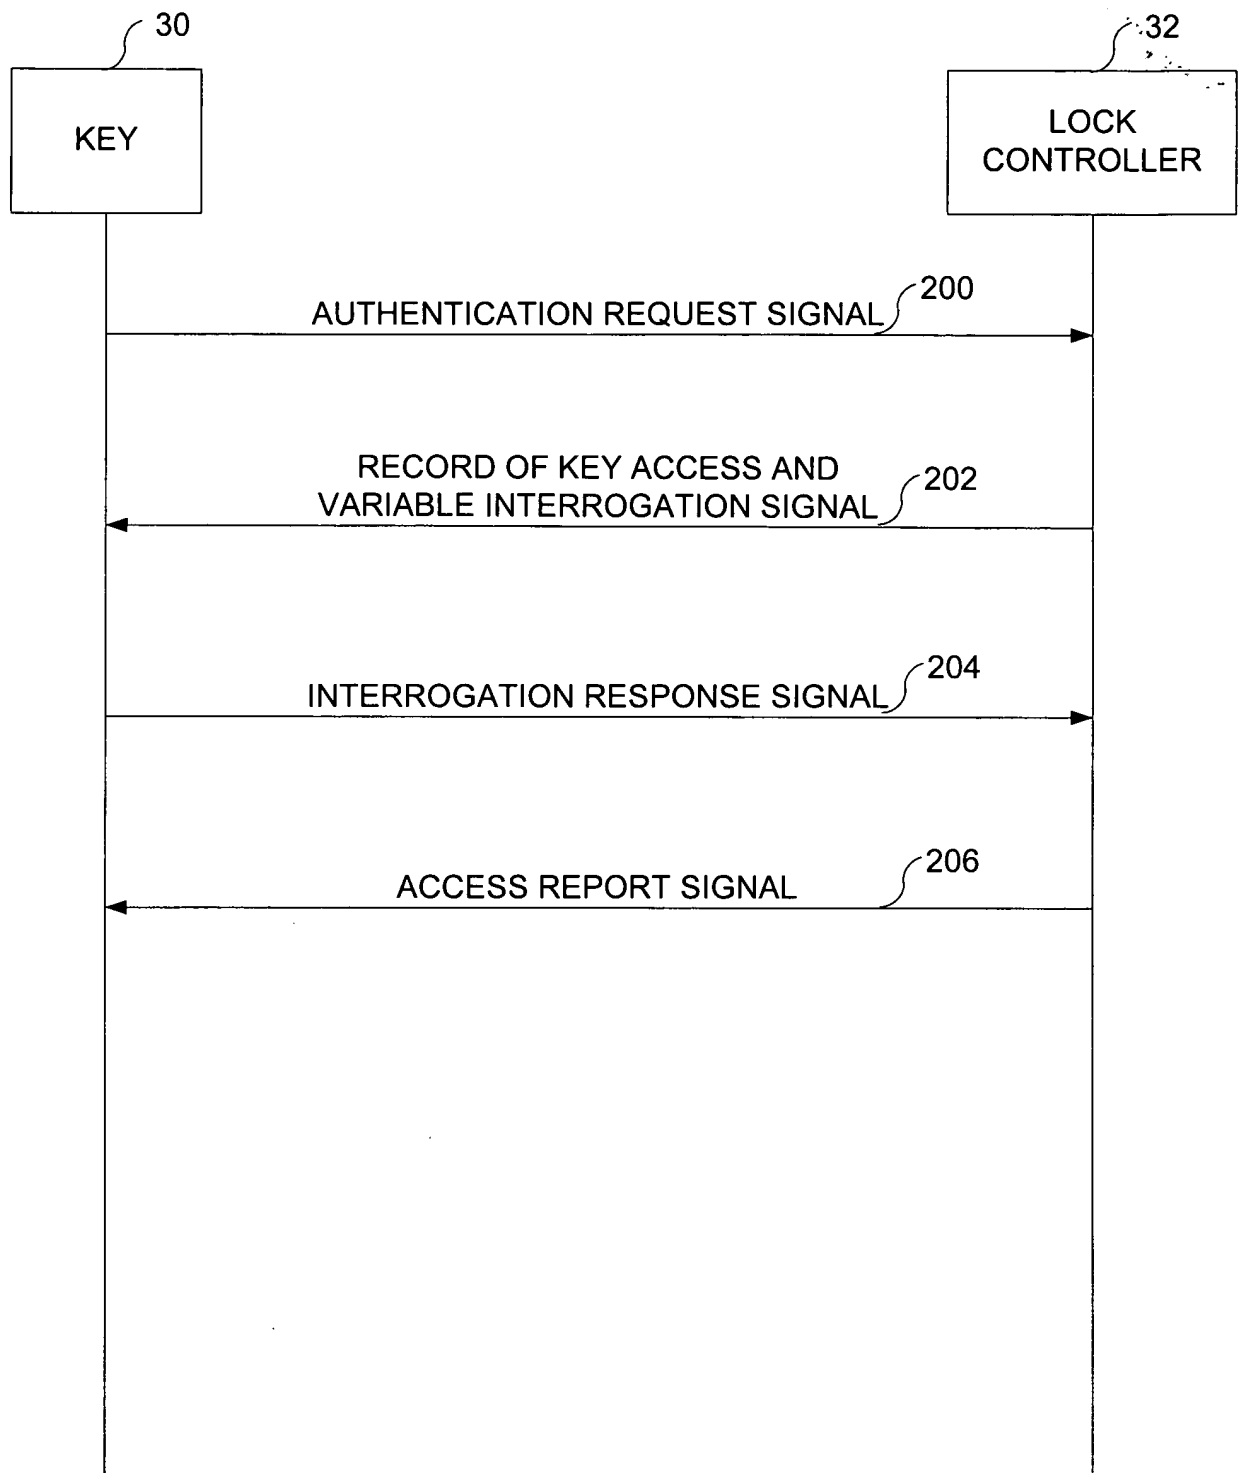 30
32
KEY
LOCK
CONTROLLER
200
AUTHENTICATION REQUEST SIGNAL
RECORD OF KEY ACCESS AND
202
VARIABLE INTERROGATION SIGNAL
204
INTERROGATION RESPONSE SIGNAL
206
ACCESS REPORT SIGNAL